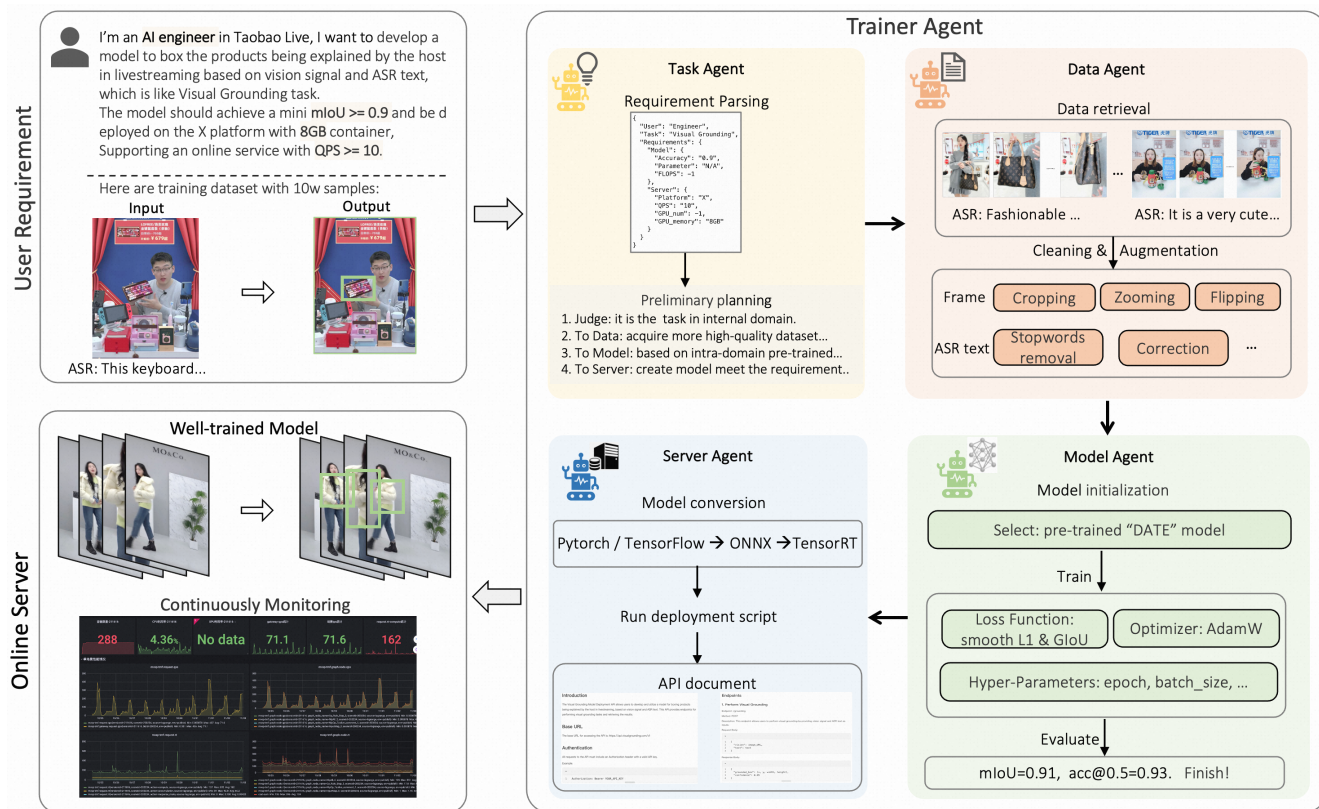 User Requirement
I'm an AI engineer in Taobao Live, I want to develop a
model to box the products being explained by the host
in livestreaming based on vision signal and ASR text,
which is like Visual Grounding task.
The model should achieve a mini mIoU >= 0.9 and be d
eployed on the X platform with 8GB container,
Supporting an online service with QPS >= 10.
Here are training dataset with 10w samples:
Input
Output
ASR: This keyboard...
Trainer Agent
Task Agent
Requirement Parsing
{
"User": "Engineer",
"Task": "Visual Grounding",
"Requirements": {
"Model": {
"Accuracy": "0.9",
"Parameter": "N/A",
"FLOPS": -1
},
"Server": {
"Platform": "X",
"QPS": "10",
"GPU_num": -1,
"GPU_memory": "8GB"
}
}
}
Preliminary planning
1. Judge: it is the task in internal domain.
2. To Data: acquire more high-quality dataset...
3. To Model: based on intra-domain pre-trained...
4. To Server: create model meet the requirement..
Data Agent
Data retrieval
...
ASR: Fashionable ...
ASR: It is a very cute...
Cleaning & Augmentation
Frame
Cropping
Zooming
Flipping
ASR text
Stopwords
removal
Correction
...
Model Agent
Model initialization
Select: pre-trained "DATE" model
Train
Loss Function:
smooth L1 & GIoU
Optimizer: AdamW
Hyper-Parameters: epoch, batch_size, ...
Evaluate
mIoU=0.91, acc@0.5=0.93. Finish!
Server Agent
Model conversion
Pytorch / TensorFlow → ONNX → TensorRT
Run deployment script
API document
Introduction
Base URL
Authentication
Endpoints
1. Perform Visual Grounding
Online Server
Well-trained Model
MO&Co.
MO&Co.
Continuously Monitoring
288
4.36%
No data
71.1
71.6
162